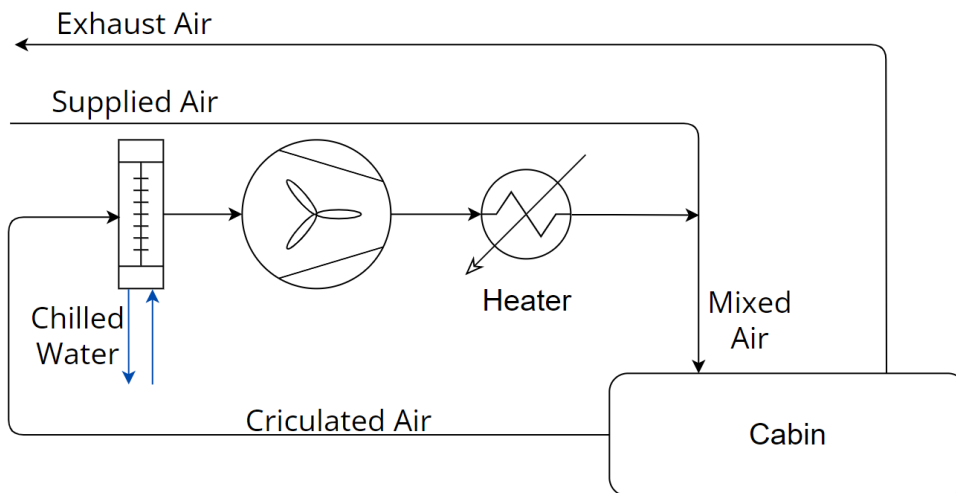 Exhaust Air
Supplied Air
Heater
Chilled
Water
Mixed
Air
Criculated Air
Cabin